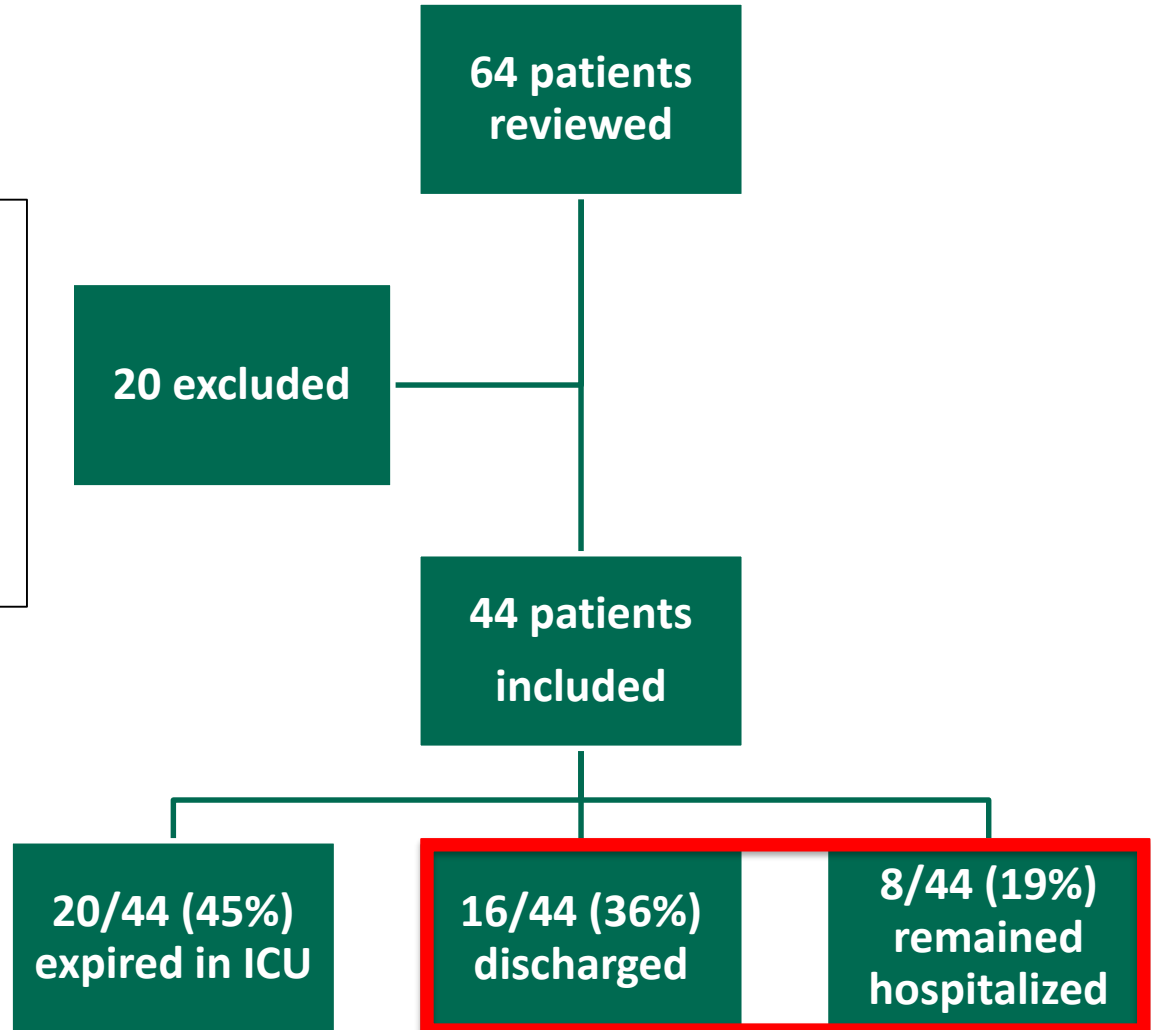 64 patients
reviewed
20 excluded
44 patients
included
20/44 (45%)
expired in ICU
16/44 (36%)
discharged
8/44 (19%)
remained
hospitalized